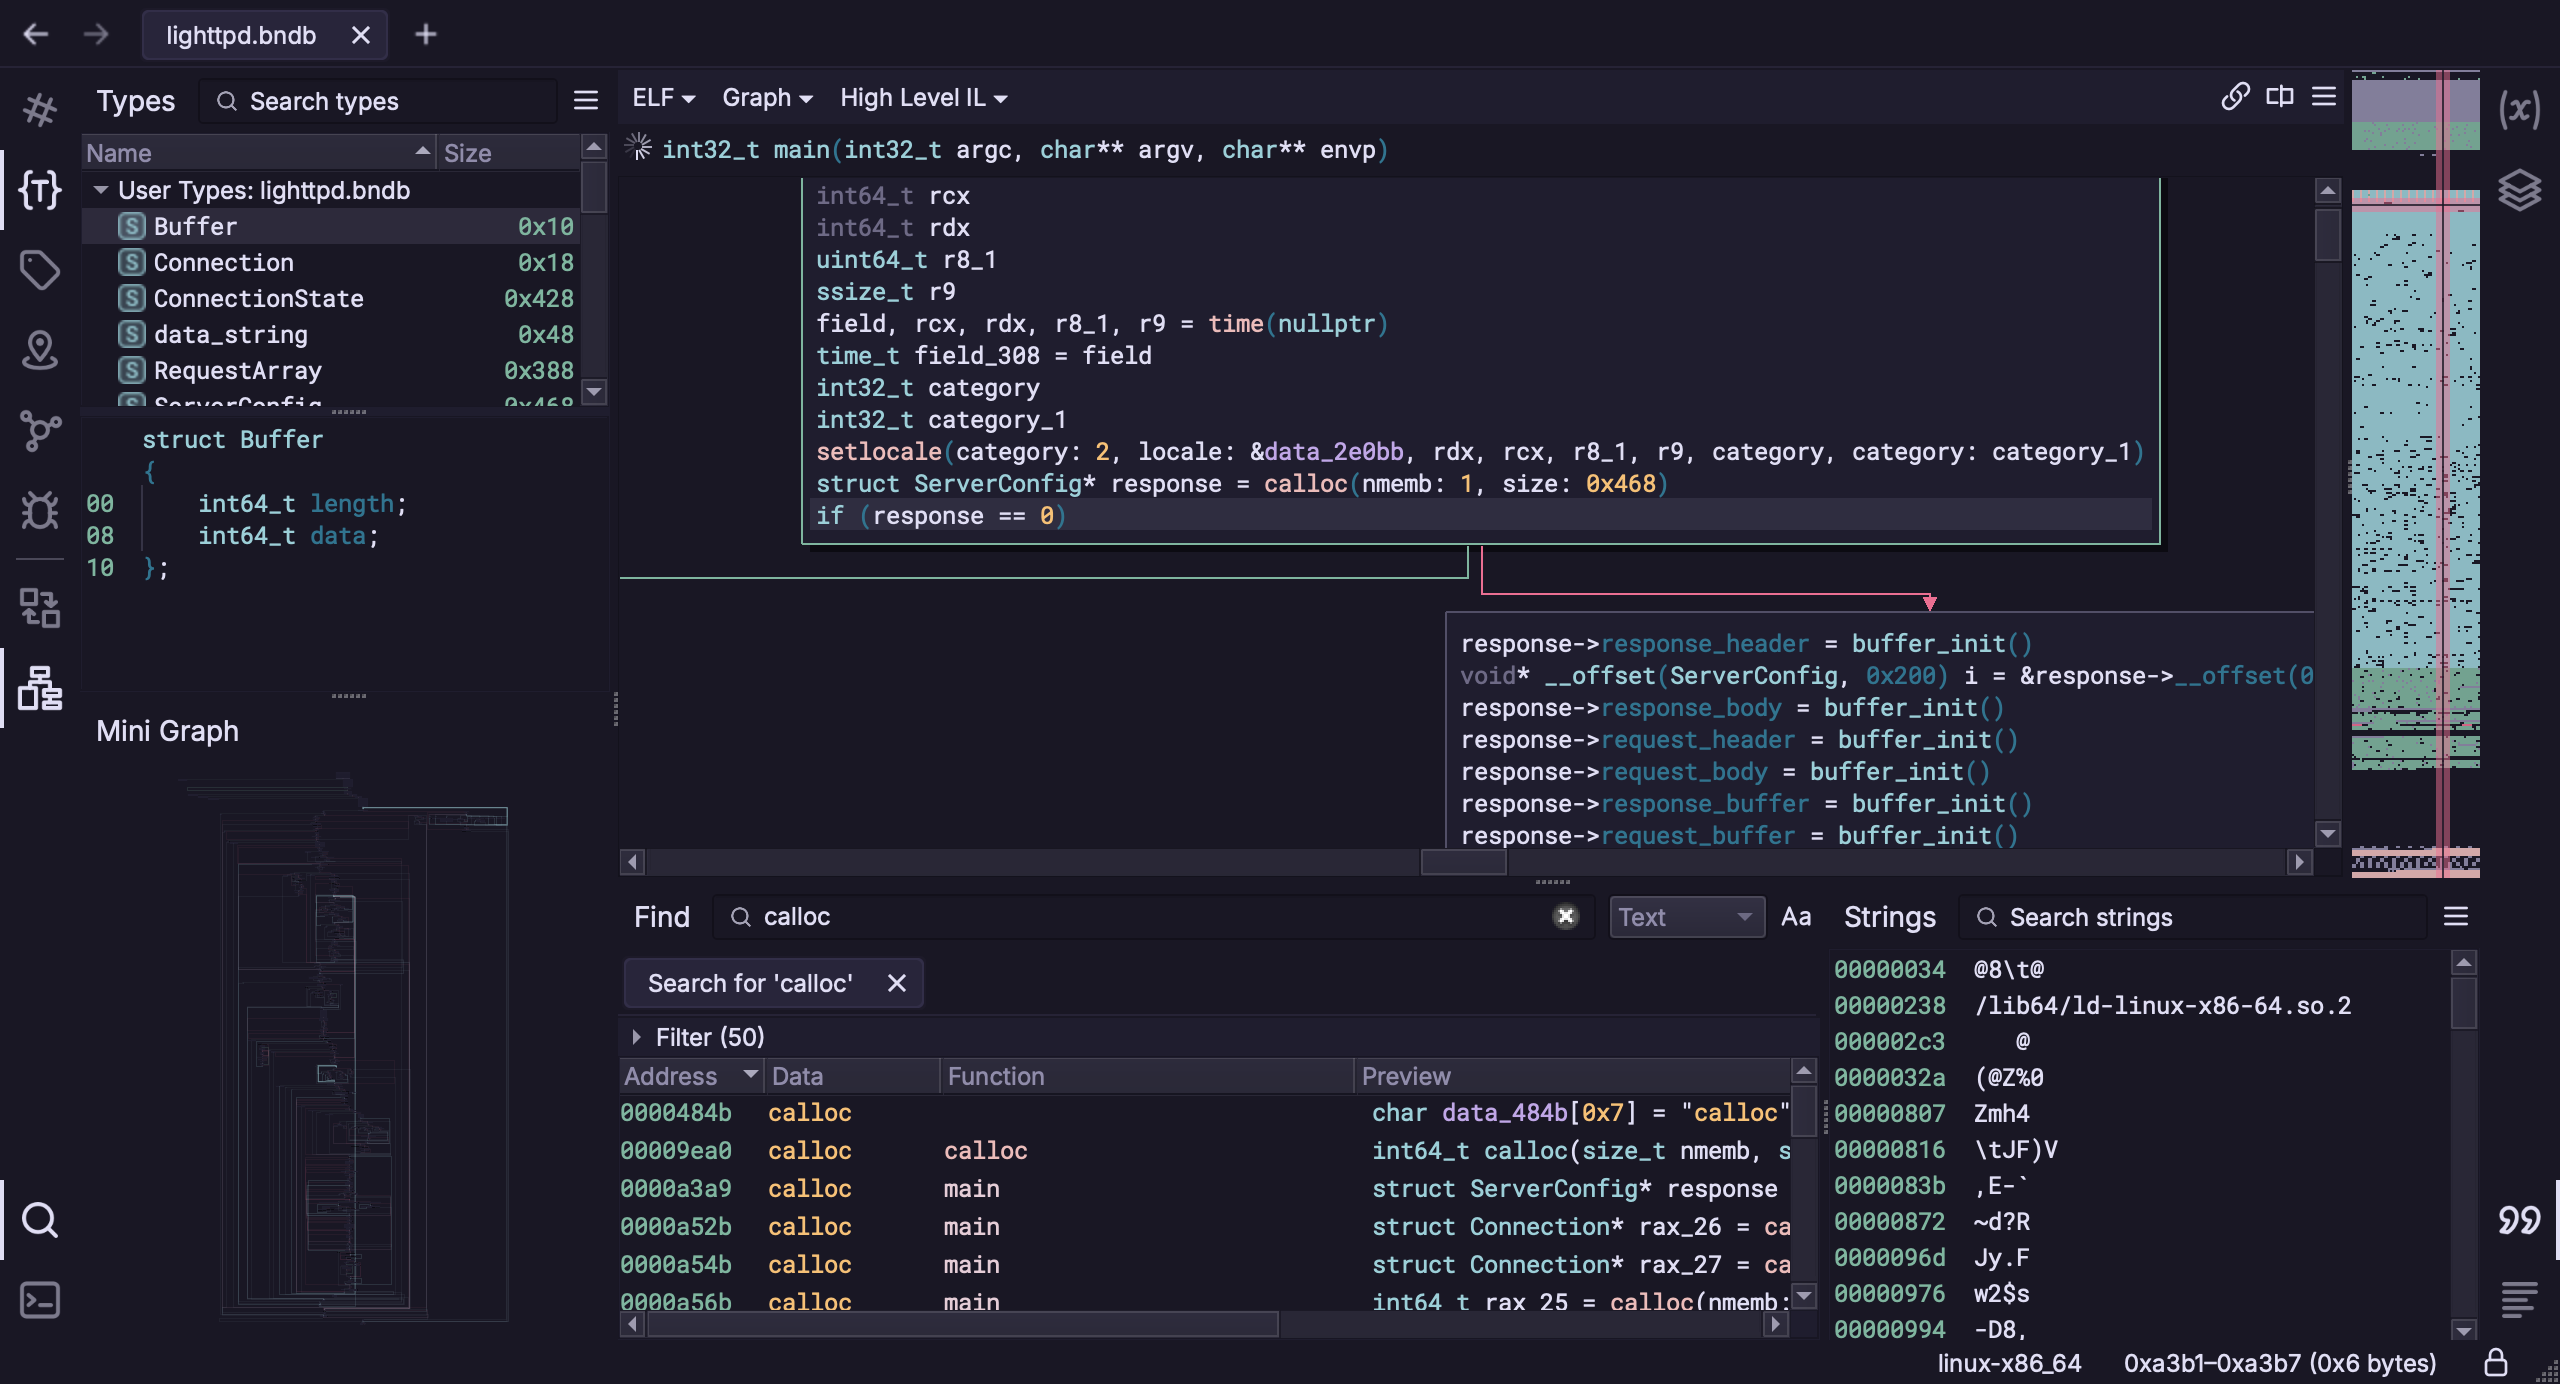 lighttpd.bndb
Types
Search types
Name Size
User Types: lighttpd.bndb
S Buffer 0x10
S Connection 0x18
S ConnectionState 0x428
S data_string 0x48
S RequestArray 0x388
S ServerConfig 0x468
struct Buffer
{
00 int64_t length;
08 int64_t data;
10 };
Mini Graph
ELF Graph High Level IL
int32_t main(int32_t argc, char** argv, char** envp)
int64_t rcx
int64_t rdx
uint64_t r8_1
ssize_t r9
field, rcx, rdx, r8_1, r9 = time(nullptr)
time_t field_308 = field
int32_t category
int32_t category_1
setlocale(category: 2, locale: &data_2e0bb, rdx, rcx, r8_1, r9, category, category: category_1)
struct ServerConfig* response = calloc(nmemb: 1, size: 0x468)
if (response == 0)
response->response_header = buffer_init()
void* __offset(ServerConfig, 0x200) i = &response->__offset(0
response->response_body = buffer_init()
response->request_header = buffer_init()
response->request_body = buffer_init()
response->response_buffer = buffer_init()
response->request_buffer = buffer_init()
Find
calloc
Text
Aa
Search for 'calloc'
Filter (50)
Address Data Function Preview
0000484b calloc char data_484b[0x7] = "calloc"
00009ea0 calloc calloc int64_t calloc(size_t nmemb, s
0000a3a9 calloc main struct ServerConfig* response
0000a52b calloc main struct Connection* rax_26 = ca
0000a54b calloc main struct Connection* rax_27 = ca
0000a56b calloc main int64_t rax_25 = calloc(nmemb:
Strings
Search strings
00000034 @8\t@
00000238 /lib64/ld-linux-x86-64.so.2
000002c3 @
0000032a (@Z%0
00000807 Zmh4
00000816 \tJF)V
0000083b ,E-`
00000872 ~d?R
0000096d Jy.F
00000976 w2$s
00000994 -D8,
linux-x86_64 0xa3b1–0xa3b7 (0x6 bytes)